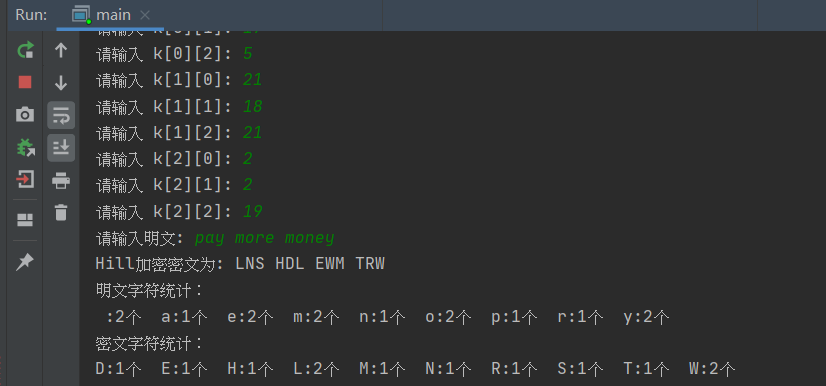 Run: main ×
请输入 k[0][2]: 5
请输入 k[1][0]: 21
请输入 k[1][1]: 18
请输入 k[1][2]: 21
请输入 k[2][0]: 2
请输入 k[2][1]: 2
请输入 k[2][2]: 19
请输入明文: pay more money
Hill加密密文为: LNS HDL EWM TRW
明文字符统计：
 :2个 a:1个 e:2个 m:2个 n:1个 o:2个 p:1个 r:1个 y:2个
密文字符统计：
D:1个 E:1个 H:1个 L:2个 M:1个 N:1个 R:1个 S:1个 T:1个 W:2个